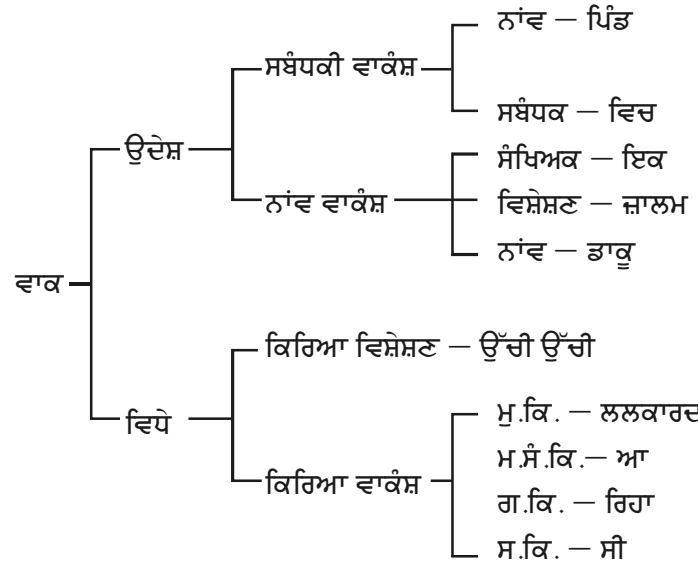 ਨਾਂਵ — ਪਿੰਡ
ਸਬੰਧਕੀ ਵਾਕੰਸ਼
ਸਬੰਧਕ — ਵਿਚ
ਉਦੇਸ਼
ਸੰਖਿਅਕ — ਇਕ
ਨਾਂਵ ਵਾਕੰਸ਼
ਵਿਸ਼ੇਸ਼ਣ — ਜ਼ਾਲਮ
ਨਾਂਵ — ਡਾਕੂ
ਵਾਕ
ਕਿਰਿਆ ਵਿਸ਼ੇਸ਼ਣ — ਉੱਚੀ ਉੱਚੀ
ਵਿਧੇ
ਮੁ.ਕਿ. — ਲਲਕਾਰਦ
ਮ.ਸੰ.ਕਿ.— ਆ
ਕਿਰਿਆ ਵਾਕੰਸ਼
ਗ.ਕਿ. — ਰਿਹਾ
ਸ.ਕਿ. — ਸੀ